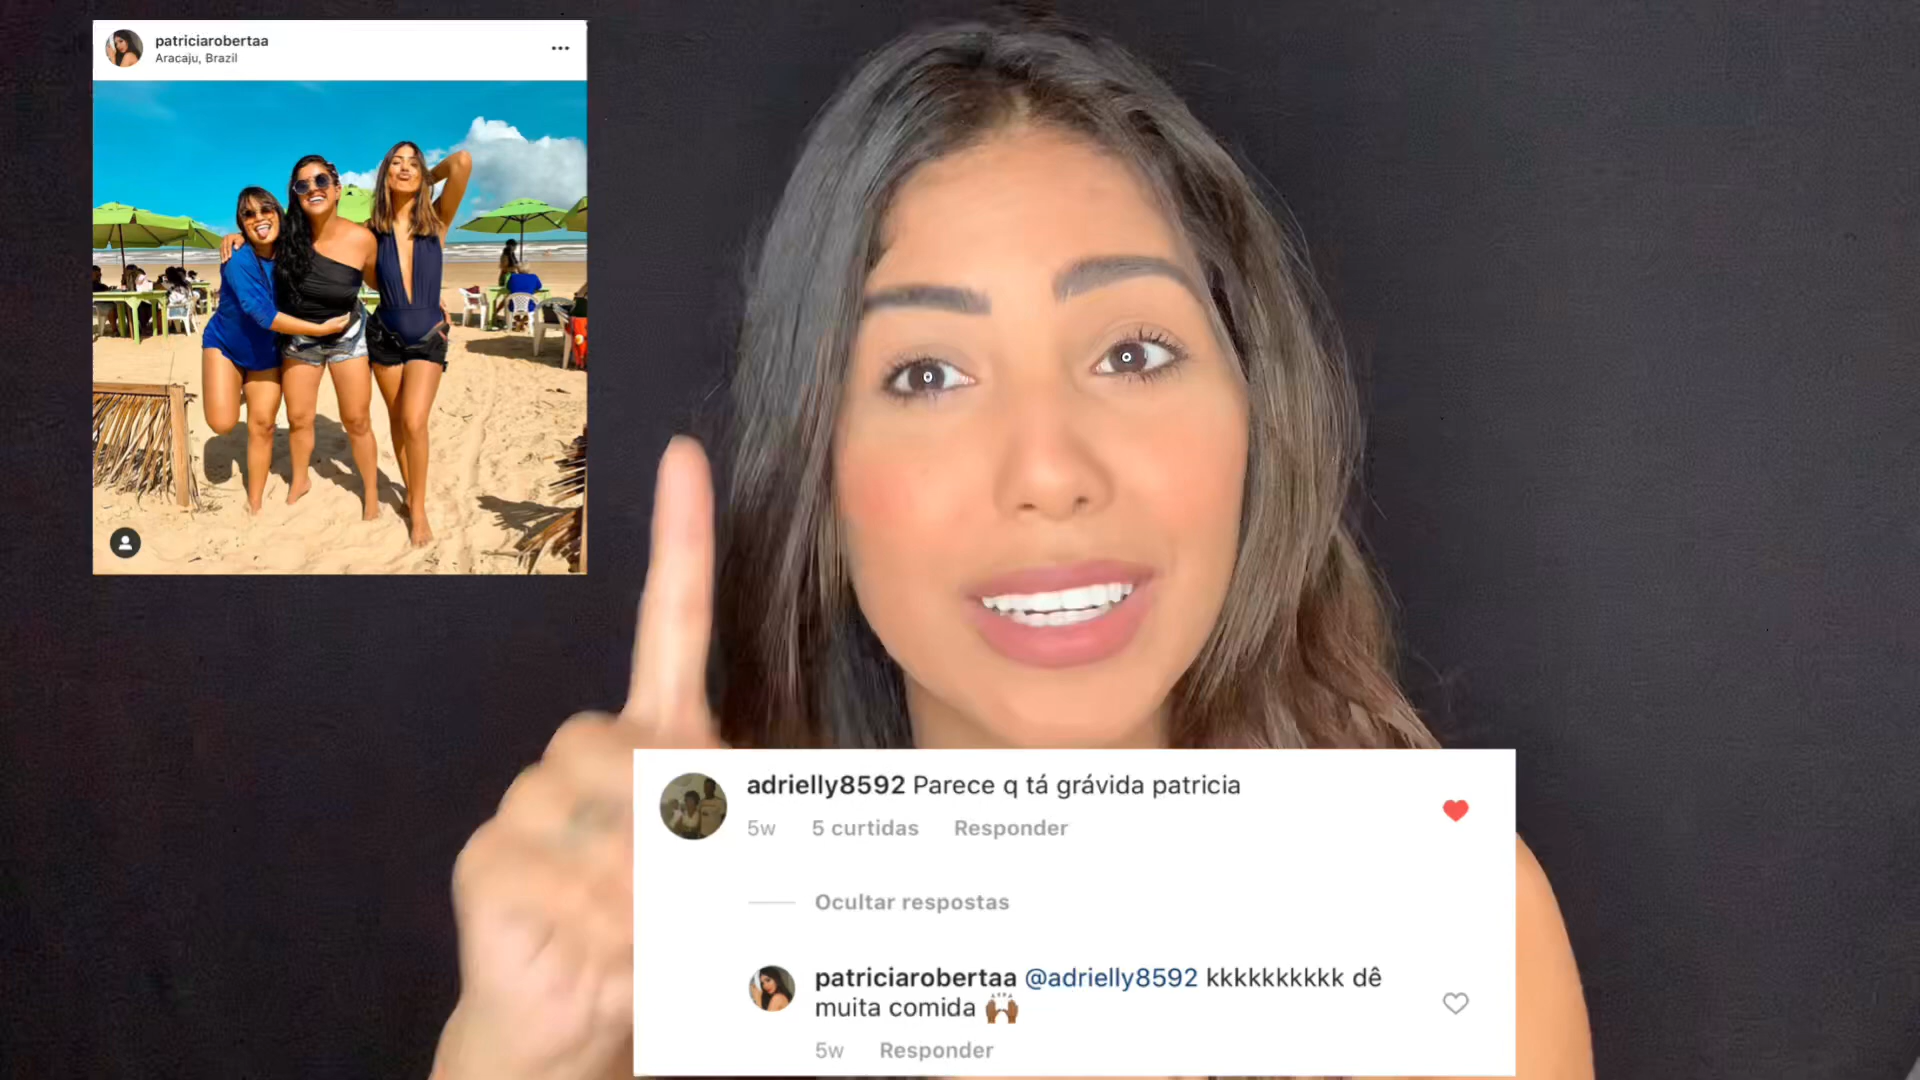 patriciarobertaa
Aracaju, Brazil
adrielly8592 Parece q tá grávida patricia
5w 5 curtidas Responder
Ocultar respostas
patriciarobertaa @adrielly8592 kkkkkkkkkk dê
muita comida 🙌🏾
5w Responder